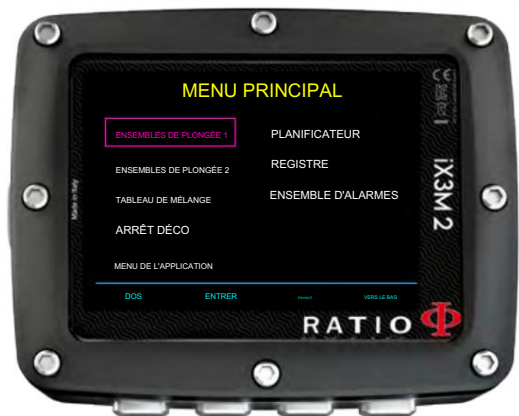 MENU PRINCIPAL
ENSEMBLES DE PLONGÉE 1
ENSEMBLES DE PLONGÉE 2
TABLEAU DE MÉLANGE
ARRÊT DÉCO
MENU DE L'APPLICATION
PLANIFICATEUR
REGISTRE
ENSEMBLE D'ALARMES
DOS
ENTRER
VERS LE BAS
RATIO
Made in Italy
CE
iX3M 2